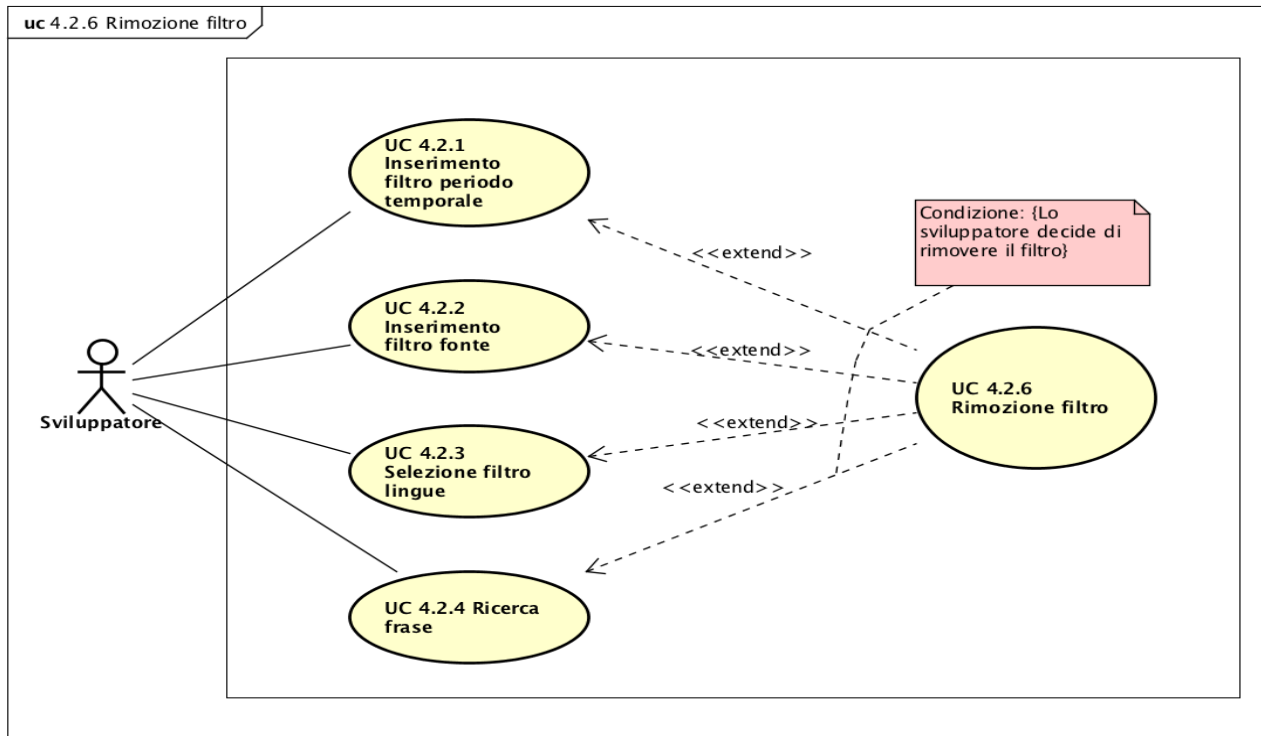 uc 4.2.6 Rimozione filtro
UC 4.2.1
Inserimento
filtro periodo
temporale
Condizione: {Lo
sviluppatore decide di
rimovere il filtro}
<<extend>>
UC 4.2.2
Inserimento
filtro fonte
<<extend>>
UC 4.2.6
Rimozione filtro
Sviluppatore
<<extend>>
UC 4.2.3
Selezione filtro
lingue
<<extend>>
UC 4.2.4 Ricerca
frase